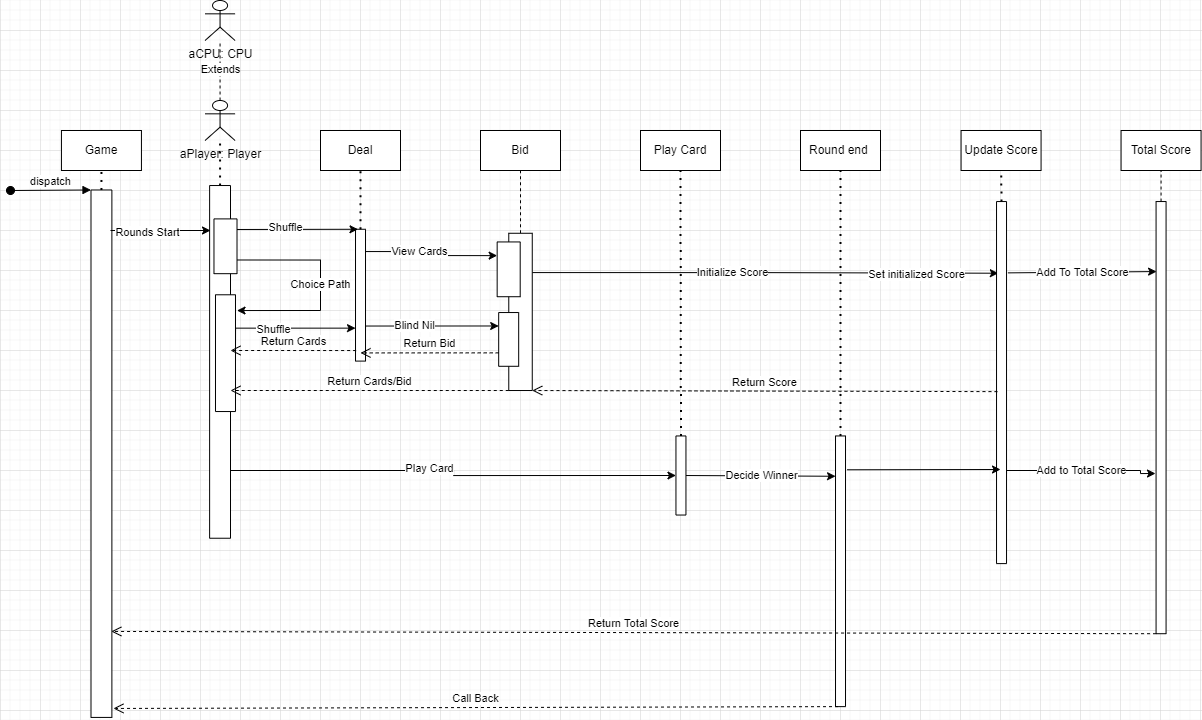 aCPU: CPU
Extends
Game
aPlayer: Player
Deal
Bid
Play Card
Round end
Update Score
Total Score
dispatch
Rounds Start
Shuffle
View Cards
Initialize Score
Set initialized Score
Add To Total Score
Choice Path
Shuffle
Blind Nil
Return Cards
Return Bid
Return Cards/Bid
Return Score
Play Card
Decide Winner
Add to Total Score
Return Total Score
Call Back